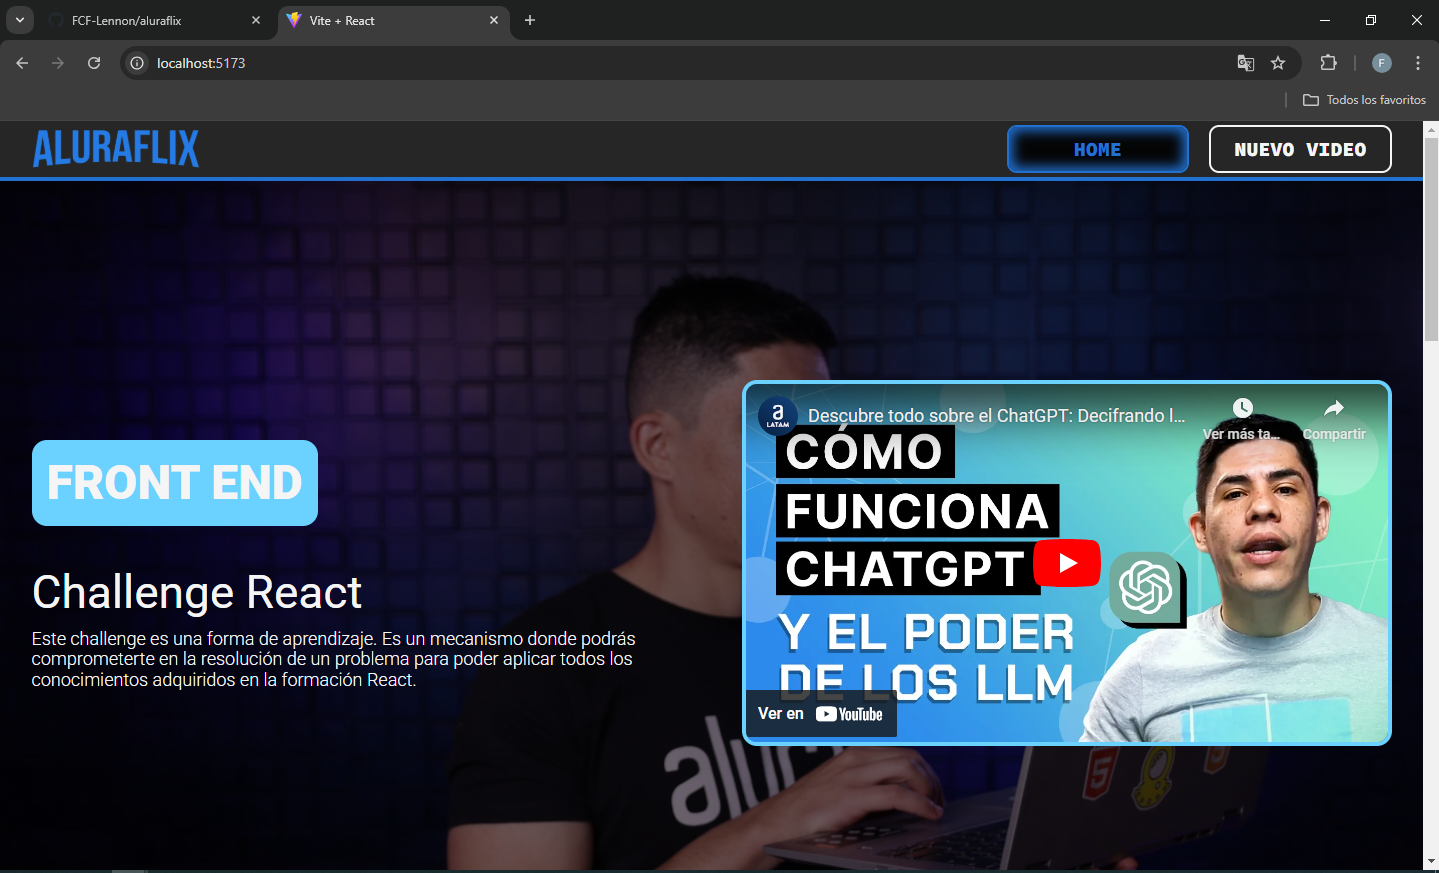 FCF-Lennon/aluraflix
Vite + React
localhost:5173
F
Todos los favoritos
ALURAFLIX
HOME
NUEVO VIDEO
FRONT END
Challenge React
Este challenge es una forma de aprendizaje. Es un mecanismo donde podrás
comprometerte en la resolución de un problema para poder aplicar todos los
conocimientos adquiridos en la formación React.
a
LATAM
Descubre todo sobre el ChatGPT: Decifrando l...
Ver más ta...
Compartir
CÓMO
FUNCIONA
CHATGPT
Y EL PODER
DE LOS LLM
Ver en YouTube
alura
5